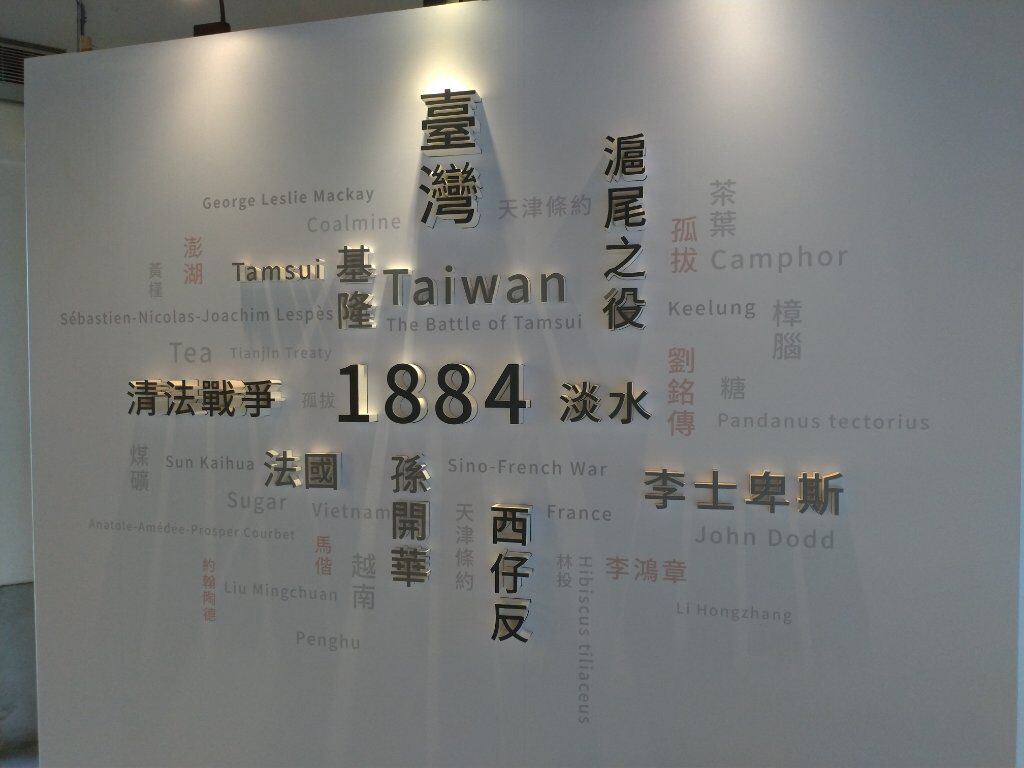 臺灣
滬尾之役
茶葉
George Leslie Mackay
天津條約
Coalmine
孤拔
澎湖
基隆
Camphor
黃槿
Tamsui
Taiwan
Keelung
樟腦
Sébastien-Nicolas-Joachim Lespès
The Battle of Tamsui
Tea
Tianjin Treaty
劉銘傳
1884
糖
清法戰爭
孤拔
淡水
Pandanus tectorius
煤礦
Sun Kaihua
法國
孫開華
Sino-French War
李士卑斯
Sugar
Vietnam
天津條約
西仔反
France
Anatole-Amédée-Prosper Courbet
John Dodd
馬偕
越南
林投
Hibiscus tiliaceus
李鴻章
約翰陶德
Liu Mingchuan
Li Hongzhang
Penghu